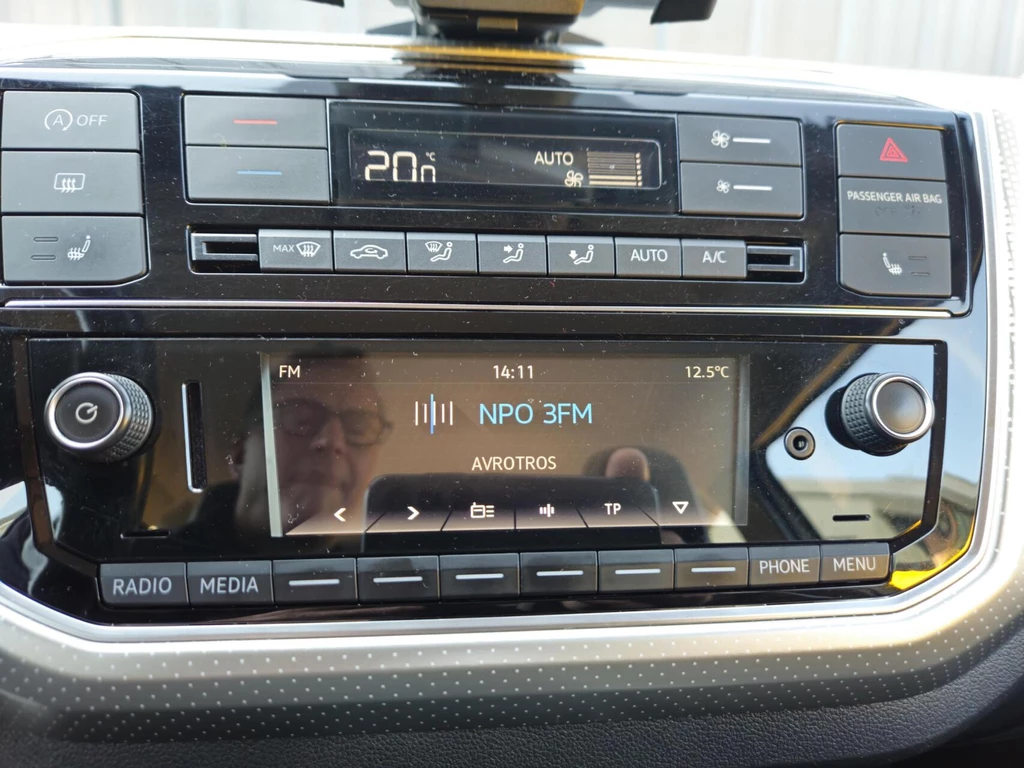 A OFF
20.0 °C AUTO
PASSENGER AIR BAG
MAX AUTO A/C
FM 14:11 12.5°C
NPO 3FM
AVROTROS
< > TP
RADIO MEDIA PHONE MENU